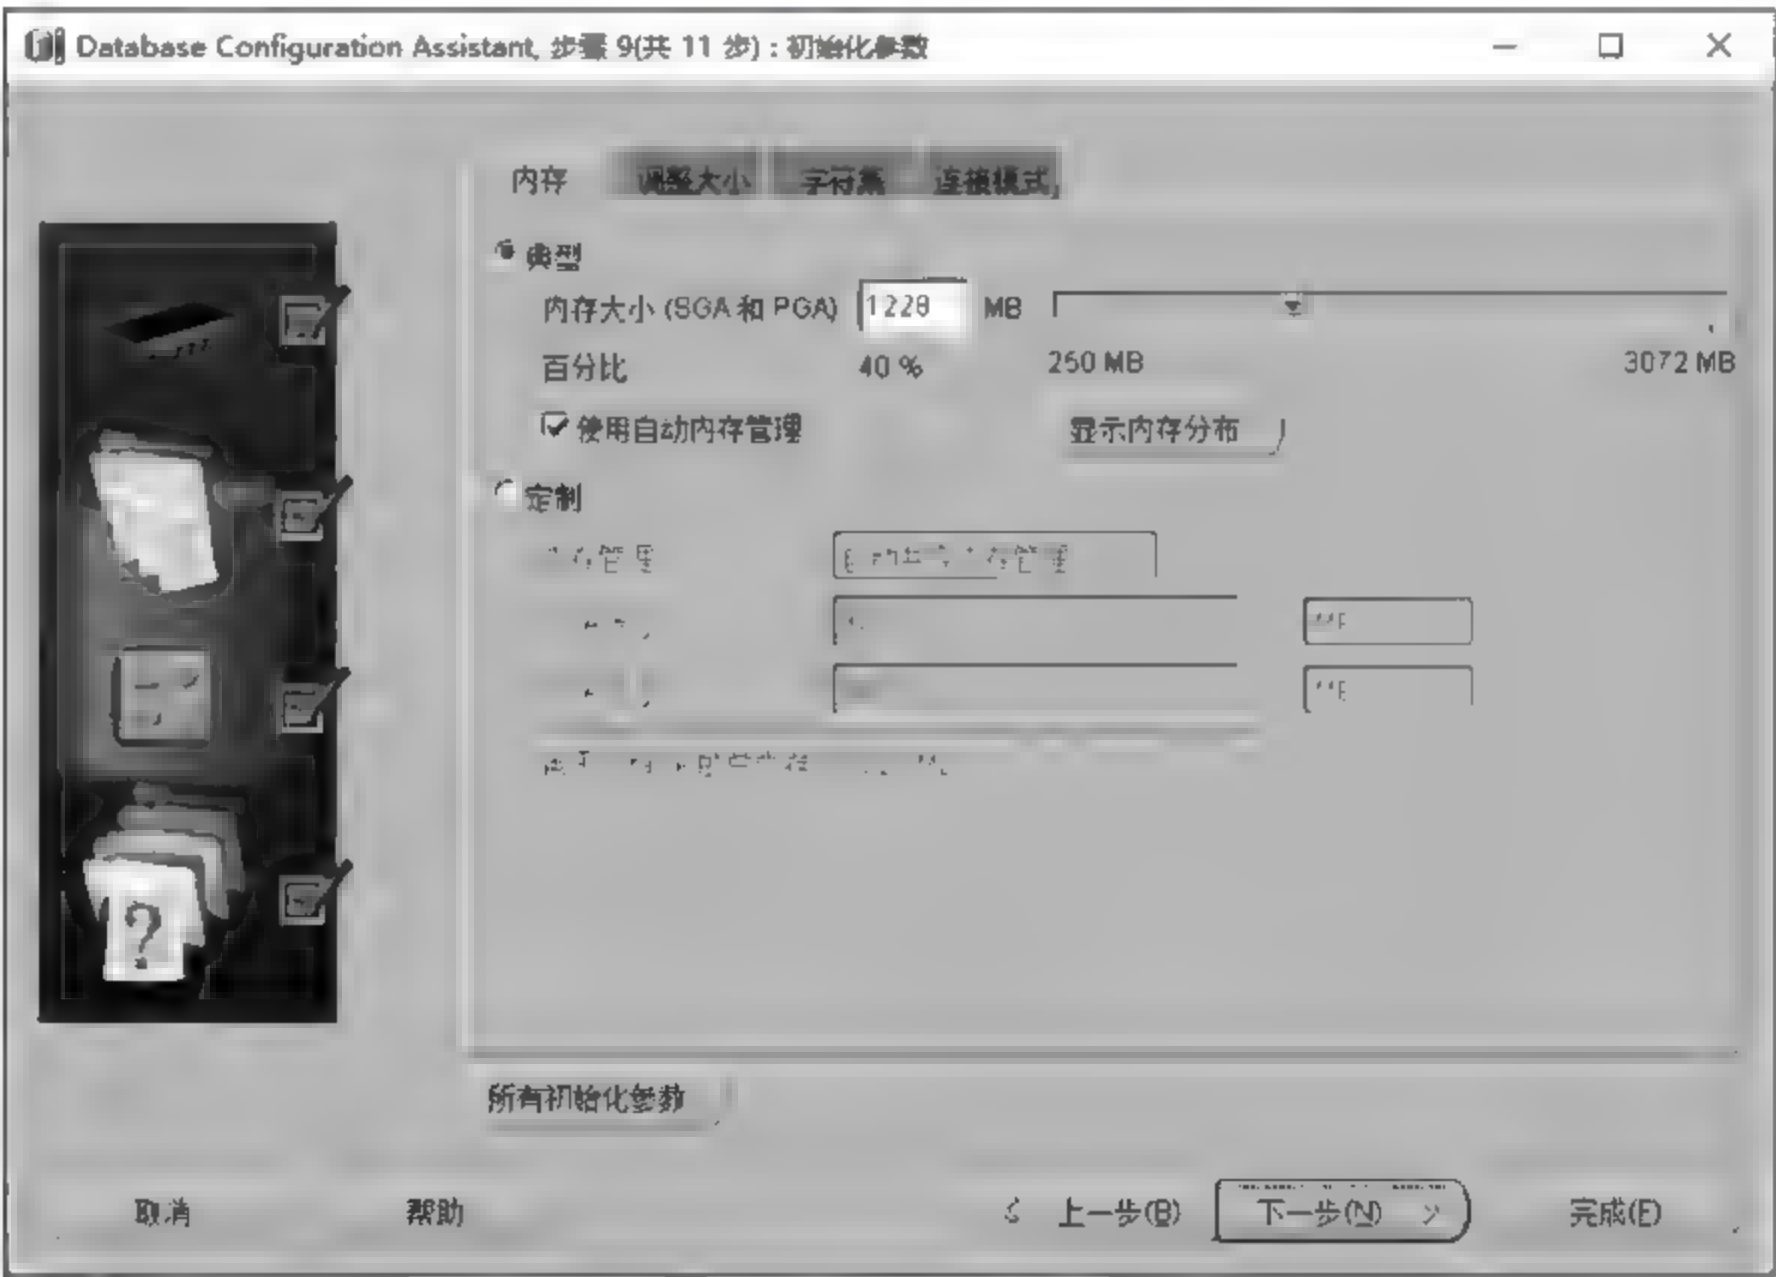 Database Configuration Assistant, 步骤 9(共 11 步) : 初始化参数
内存 调整大小 字符集 连接模式
典型
内存大小 (SGA 和 PGA) 1228 MB
百分比 40 % 250 MB 3072 MB
使用自动内存管理 显示内存分布
定制
所有初始化参数
取消 帮助 上一步(B) 下一步(N) 完成(F)